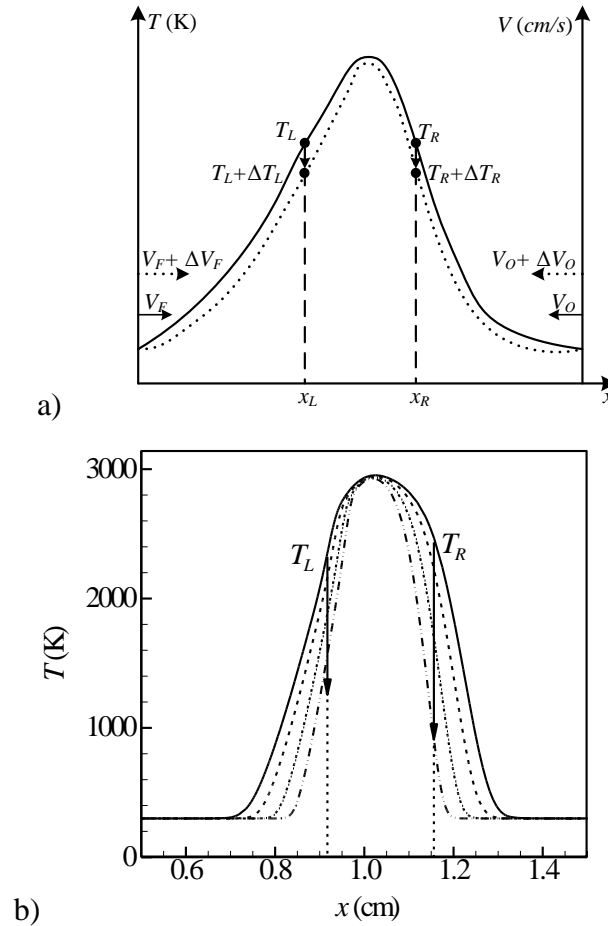 T (K) V (cm/s)
T_L T_R
T_L+ΔT_L T_R+ΔT_R
V_F+ ΔV_F V_O+ ΔV_O
V_F V_O
x_L x_R x
a)
3000
T_L T_R
2000
T (K)
1000
0
0.6 0.8 1.0 1.2 1.4
x (cm)
b)